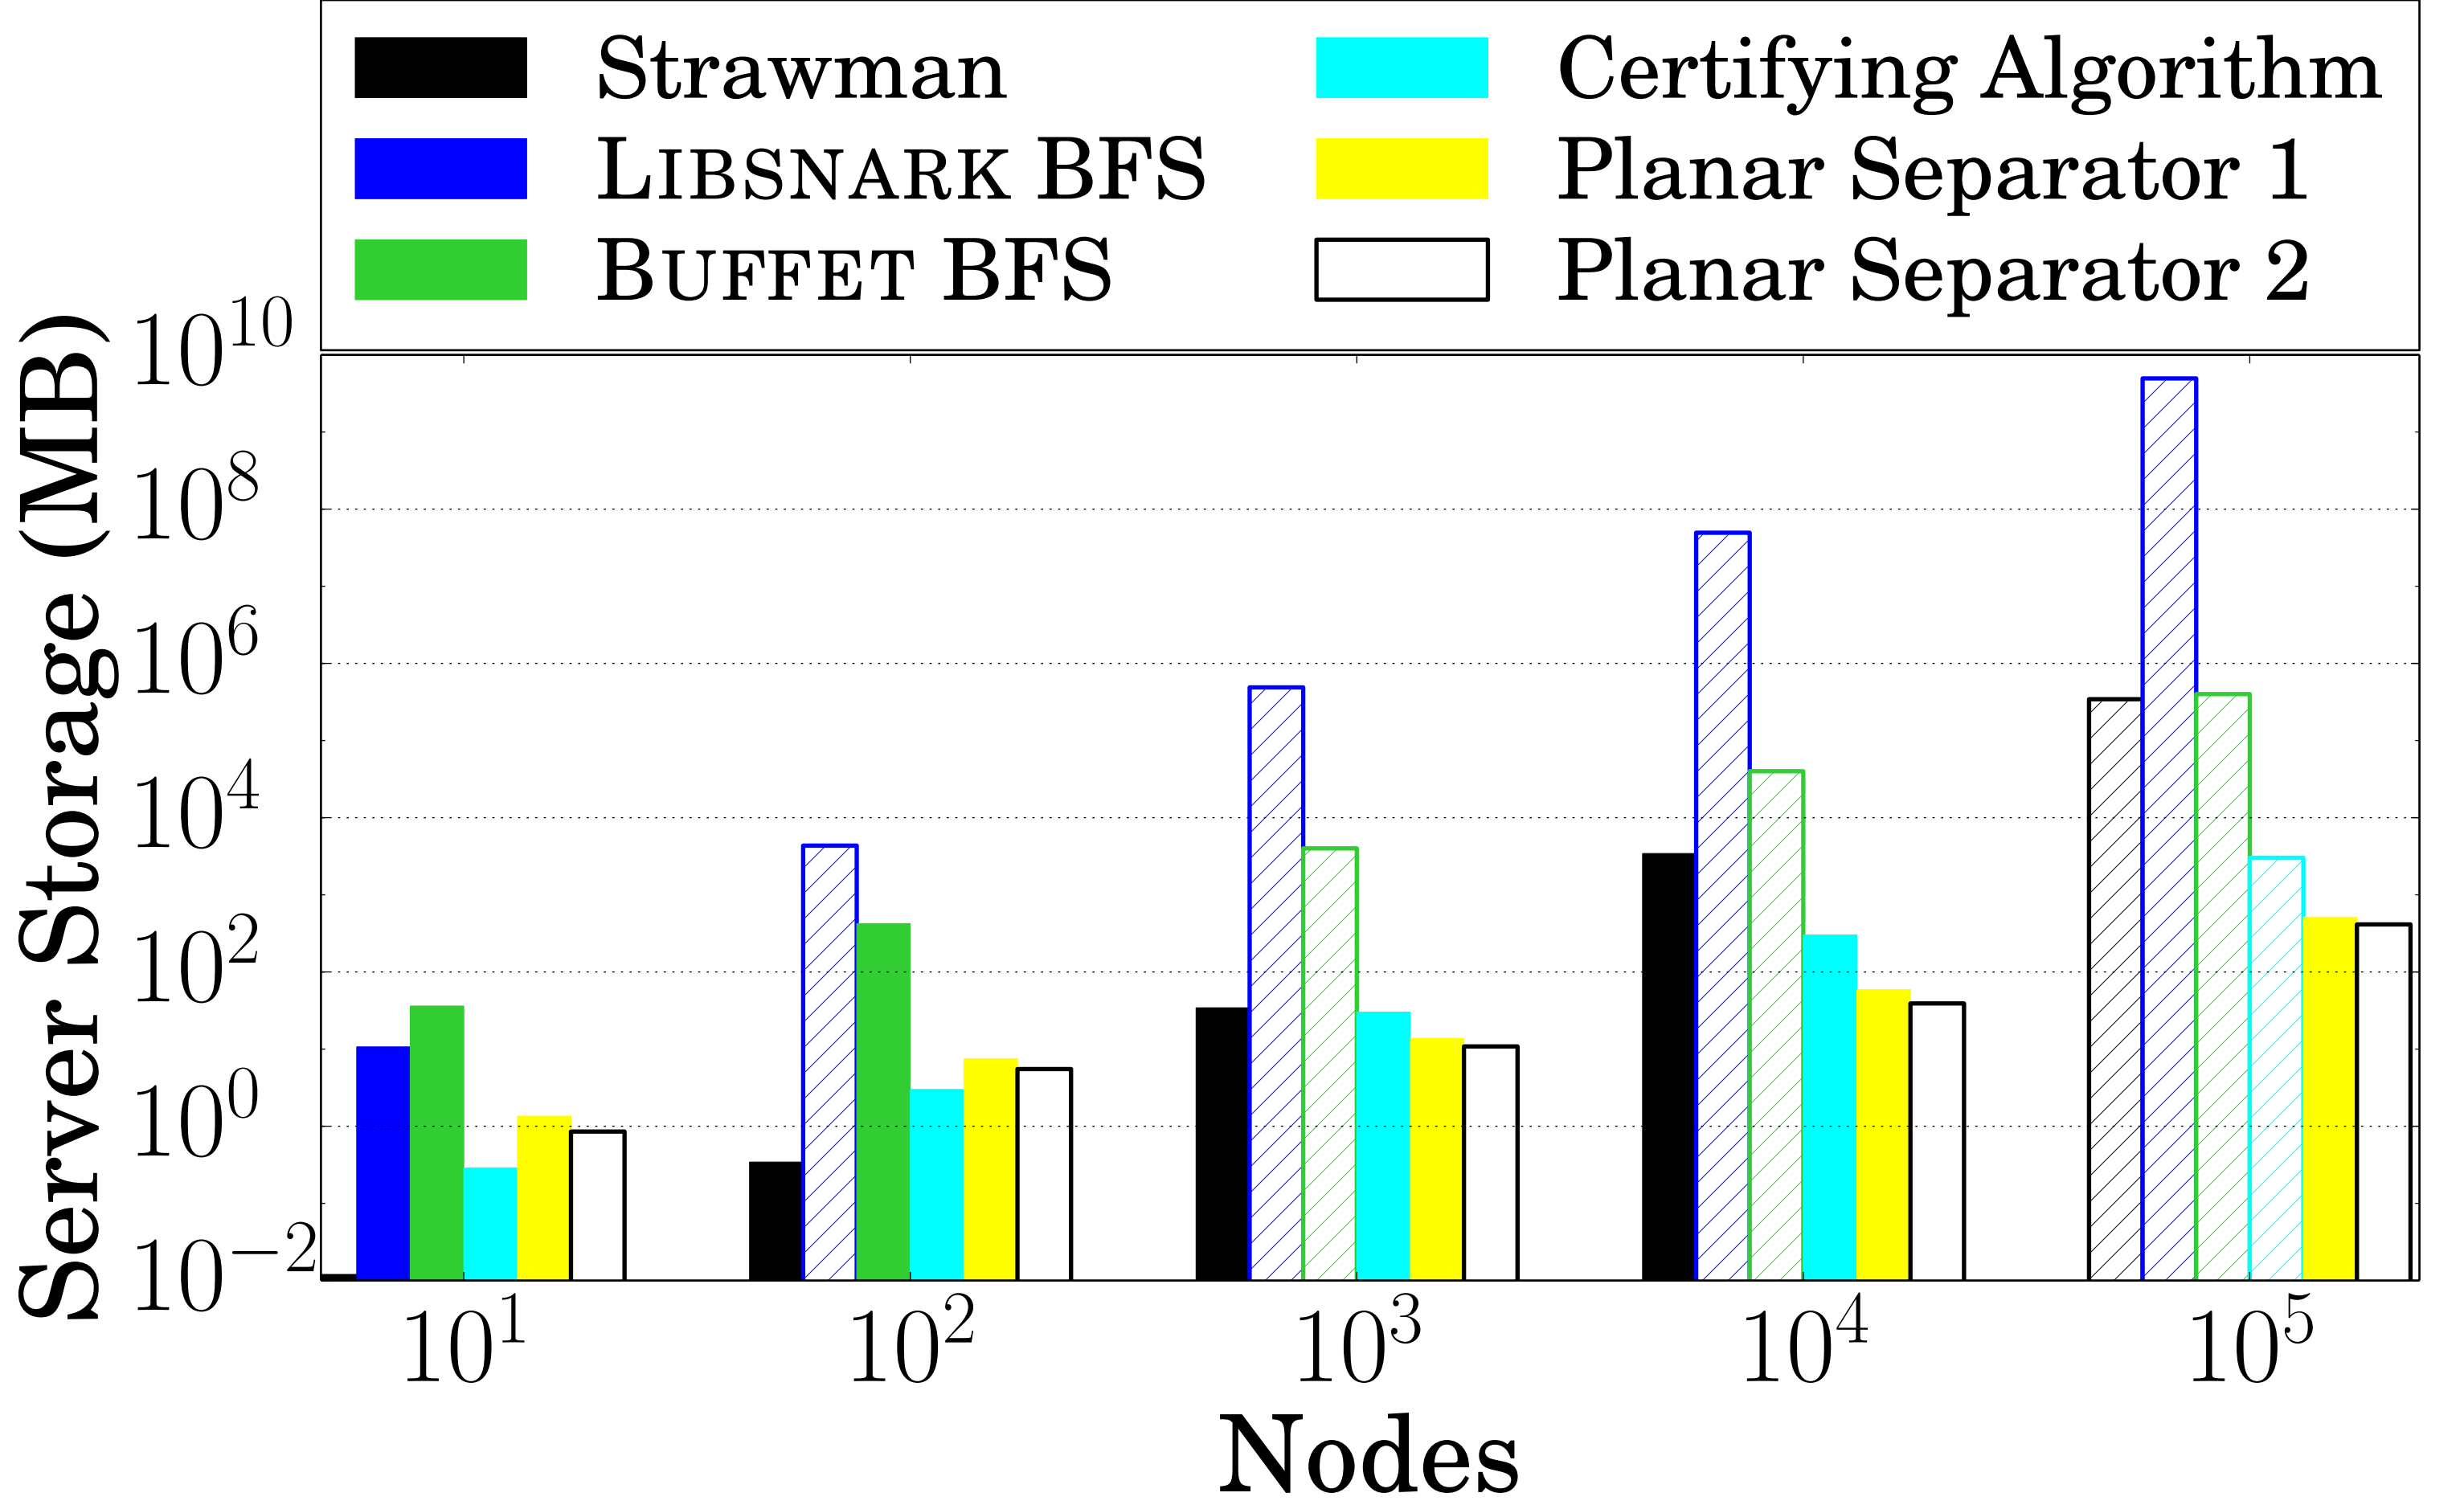 Strawman
LIBSNARK BFS
BUFFET BFS
Certifying Algorithm
Planar Separator 1
Planar Separator 2
Server Storage (MB)
10^10
10^8
10^6
10^4
10^2
10^0
10^−2
10^1 10^2 10^3 10^4 10^5
Nodes